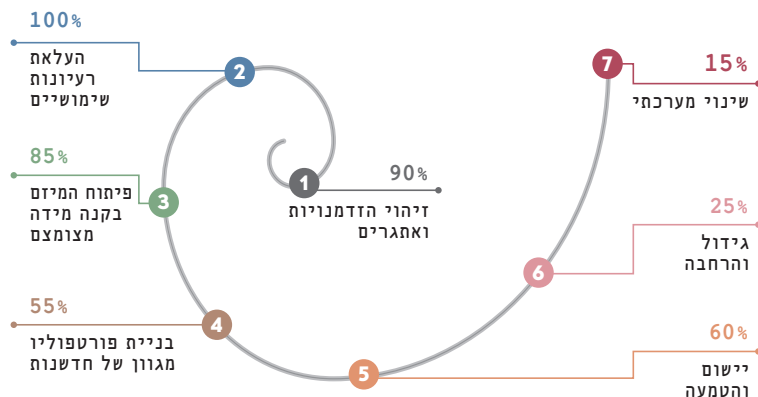 1
90%
זיהוי הזדמנויות
ואתגרים
2
100%
העלאת
רעיונות
שימושיים
3
85%
פיתוח המיזם
בקנה מידה
מצומצם
4
55%
בניית פורטפוליו
מגוון של חדשנות
5
60%
יישום
והטמעה
6
25%
גידול
והרחבה
7
15%
שינוי מערכתי